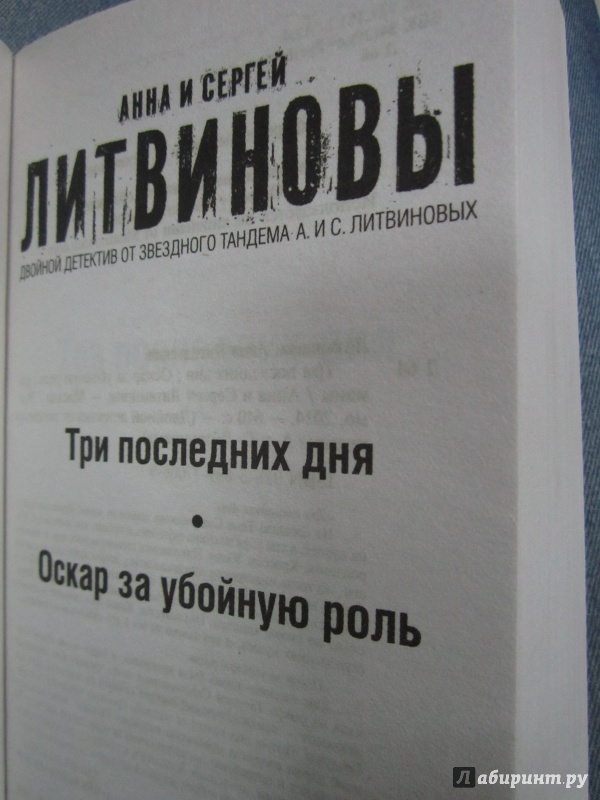 АННА И СЕРГЕЙ
ЛИТВИНОВЫ
ДВОЙНОЙ ДЕТЕКТИВ ОТ ЗВЕЗДНОГО ТАНДЕМА А. И С. ЛИТВИНОВЫХ
Три последних дня
•
Оскар за убойную роль
Лабиринт.ру